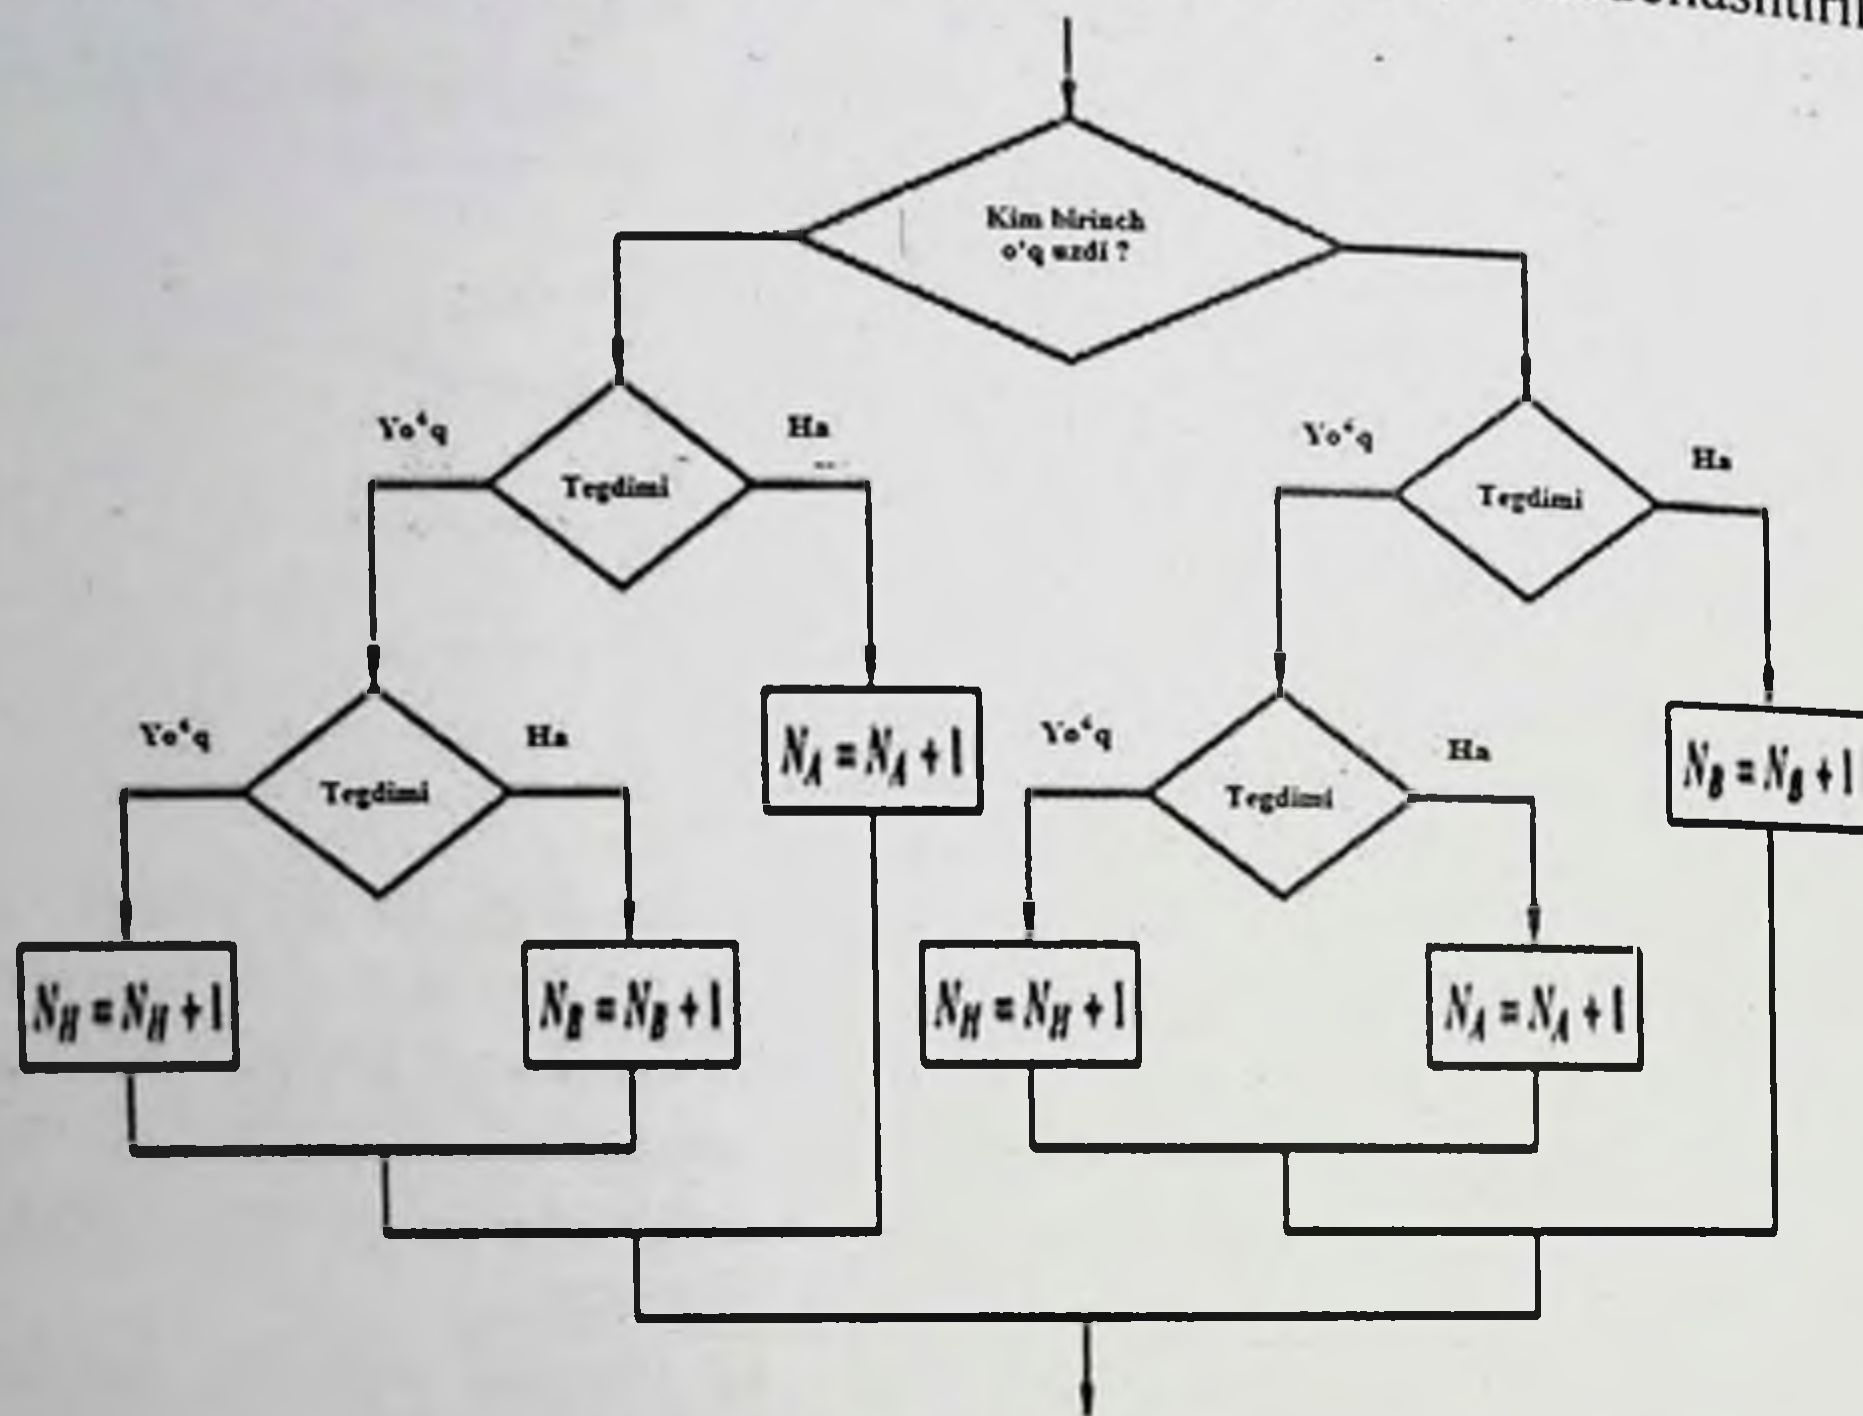 Kim birinch
o‘q uzdi ?
Yo‘q
Ha
Tegdimi
Yo‘q
Ha
Tegdimi
Yo‘q
Ha
Tegdimi
N_A = N_A + 1
Yo‘q
Ha
Tegdimi
N_B = N_B + 1
N_H = N_H + 1
N_B = N_B + 1
N_H = N_H + 1
N_A = N_A + 1